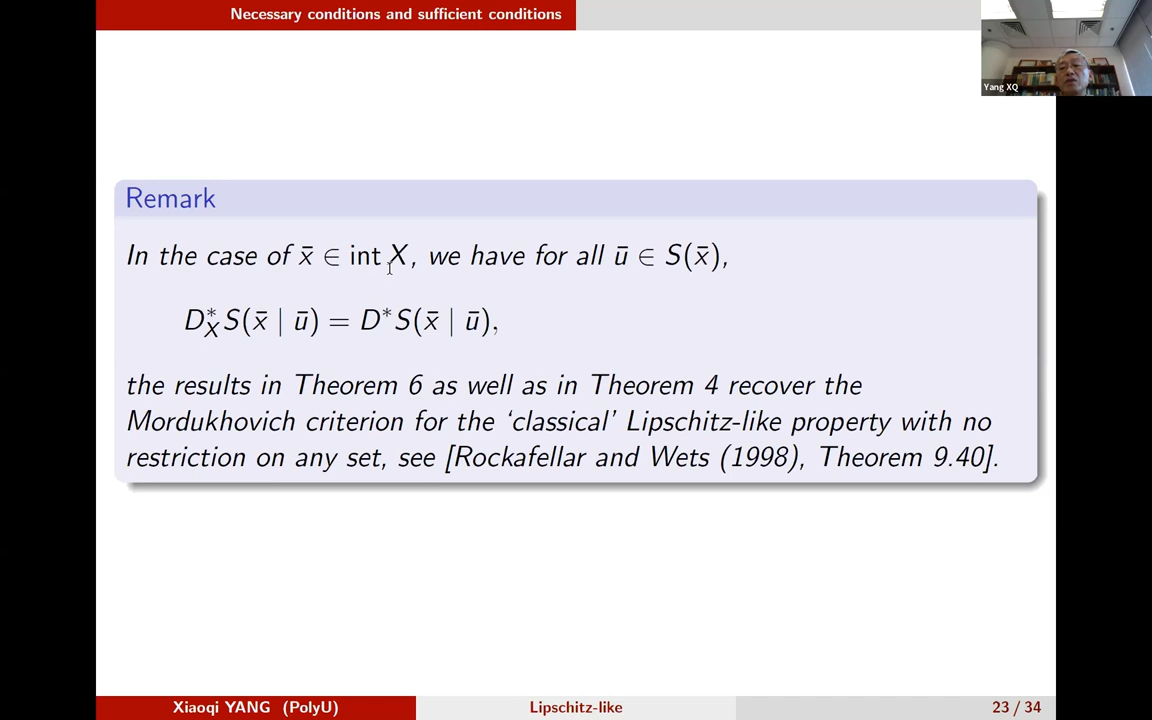 Necessary conditions and sufficient conditions
Yang XQ
Remark
In the case of x̄ ∈ int X, we have for all ū ∈ S(x̄),
D*_X S(x̄ | ū) = D*S(x̄ | ū),
the results in Theorem 6 as well as in Theorem 4 recover the
Mordukhovich criterion for the ‘classical’ Lipschitz-like property with no
restriction on any set, see [Rockafellar and Wets (1998), Theorem 9.40].
Xiaoqi YANG (PolyU)
Lipschitz-like
23 / 34